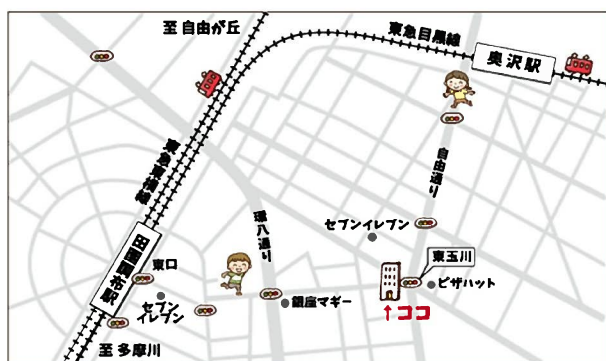 至 自由が丘
東急目黒線
奥沢駅
東急東横線
自由通り
環八通り
セブンイレブン
東玉川
田園調布駅
東口
ピザハット
セブン
イレブン
銀座マギー
↑ココ
至 多摩川